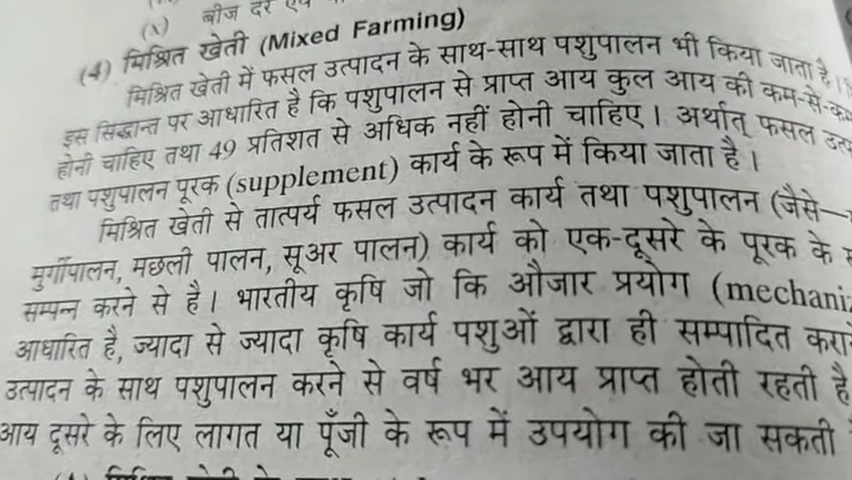 (x) बीज दर एवं
(4) मिश्रित खेती (Mixed Farming)
मिश्रित खेती में फसल उत्पादन के साथ-साथ पशुपालन भी किया जाता है।
इस सिद्धान्त पर आधारित है कि पशुपालन से प्राप्त आय कुल आय की कम-से-कम
होनी चाहिए तथा 49 प्रतिशत से अधिक नहीं होनी चाहिए। अर्थात् फसल
तथा पशुपालन पूरक (supplement) कार्य के रूप में किया जाता है।
मिश्रित खेती से तात्पर्य फसल उत्पादन कार्य तथा पशुपालन (जैसे—
मुर्गीपालन, मछली पालन, सूअर पालन) कार्य को एक-दूसरे के पूरक के
सम्पन्न करने से है। भारतीय कृषि जो कि औजार प्रयोग (mechani
आधारित है, ज्यादा से ज्यादा कृषि कार्य पशुओं द्वारा ही सम्पादित
उत्पादन के साथ पशुपालन करने से वर्ष भर आय प्राप्त होती रहती है
आय दूसरे के लिए लागत या पूँजी के रूप में उपयोग की जा सकती